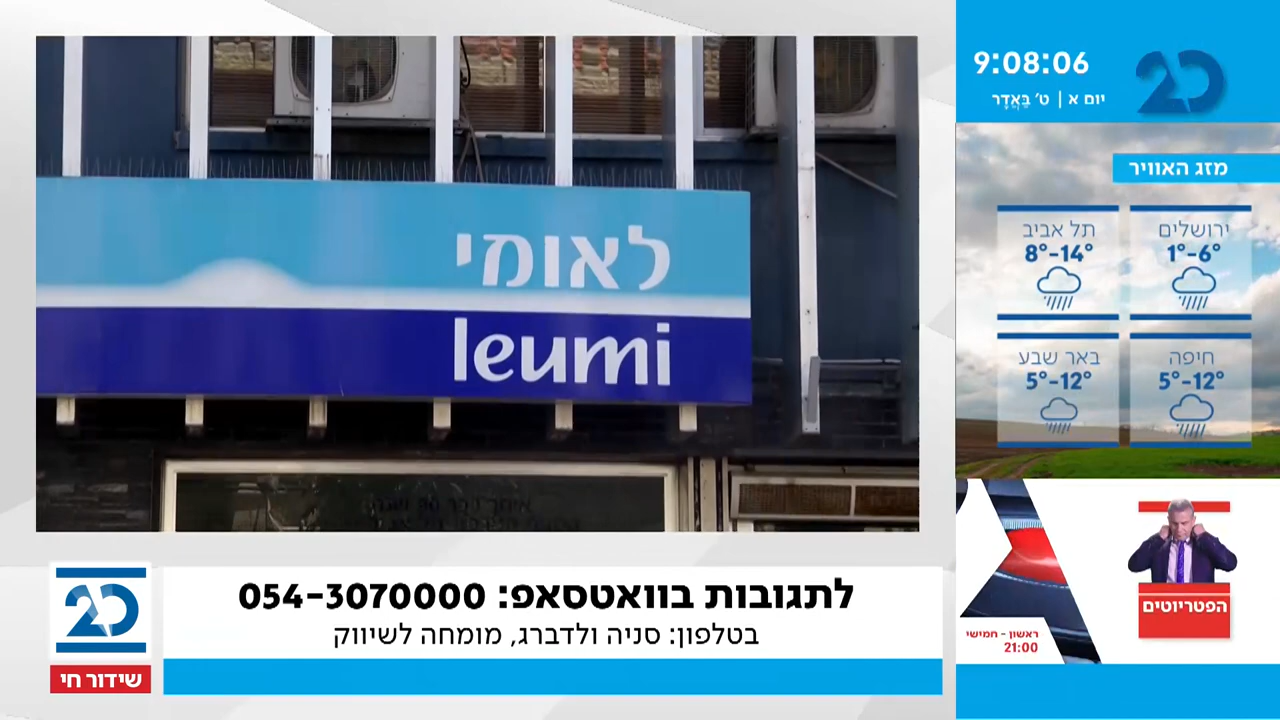 9:08:06
יום א | ט׳ בַּאֲדָר
20
מזג האוויר
ירושלים
1°-6°
תל אביב
8°-14°
חיפה
5°-12°
באר שבע
5°-12°
לאומי
leumi
הפטריוטים
ראשון - חמישי
21:00
20
שידור חי
לתגובות בוואטסאפ: 054-3070000
בטלפון: סניה ולדברג, מומחה לשיווק